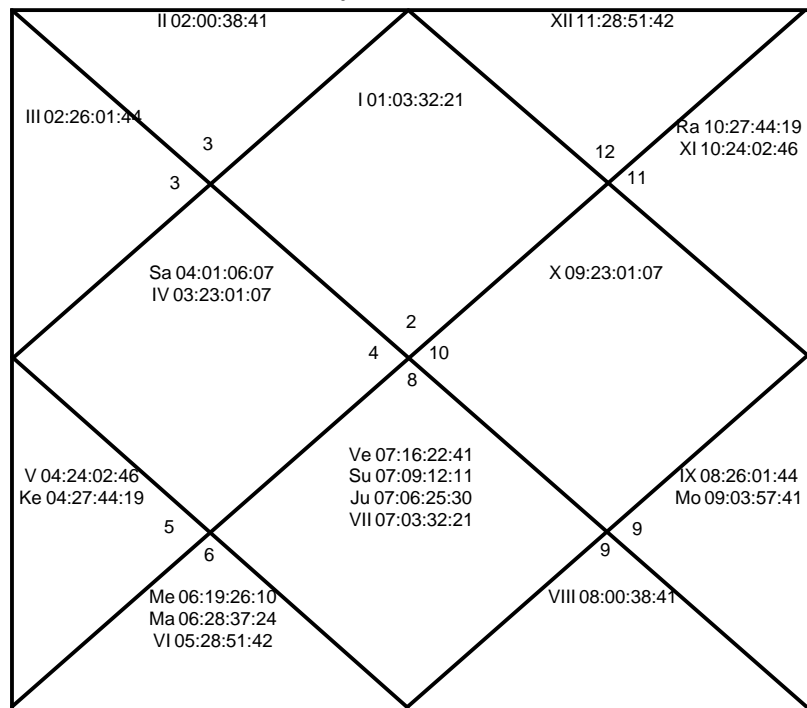 II 02:00:38:41
XII 11:28:51:42
I 01:03:32:21
III 02:26:01:44
Ra 10:27:44:19
XI 10:24:02:46
3
12
3
11
Sa 04:01:06:07
IV 03:23:01:07
X 09:23:01:07
2
4
10
8
V 04:24:02:46
Ke 04:27:44:19
Ve 07:16:22:41
Su 07:09:12:11
Ju 07:06:25:30
VII 07:03:32:21
IX 08:26:01:44
Mo 09:03:57:41
5
9
6
9
Me 06:19:26:10
Ma 06:28:37:24
VI 05:28:51:42
VIII 08:00:38:41